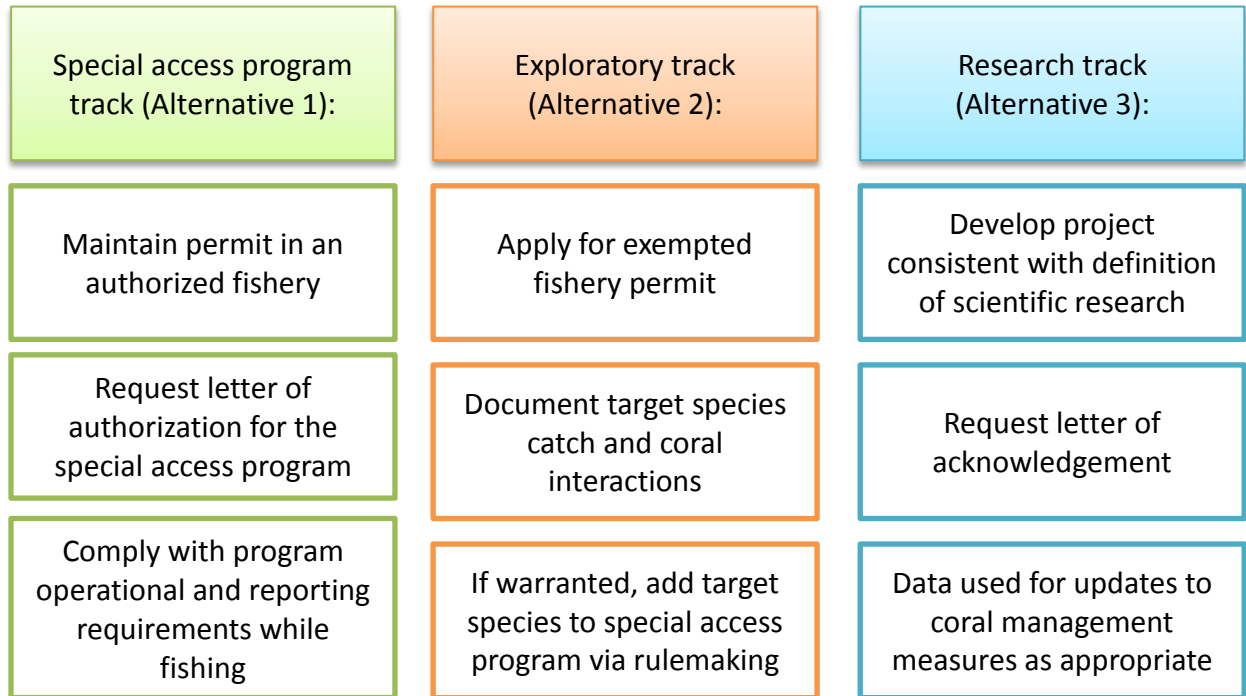 Special access program
track (Alternative 1):
Maintain permit in an
authorized fishery
Request letter of
authorization for the
special access program
Comply with program
operational and reporting
requirements while
fishing
Exploratory track
(Alternative 2):
Apply for exempted
fishery permit
Document target species
catch and coral
interactions
If warranted, add target
species to special access
program via rulemaking
Research track
(Alternative 3):
Develop project
consistent with definition
of scientific research
Request letter of
acknowledgement
Data used for updates to
coral management
measures as appropriate